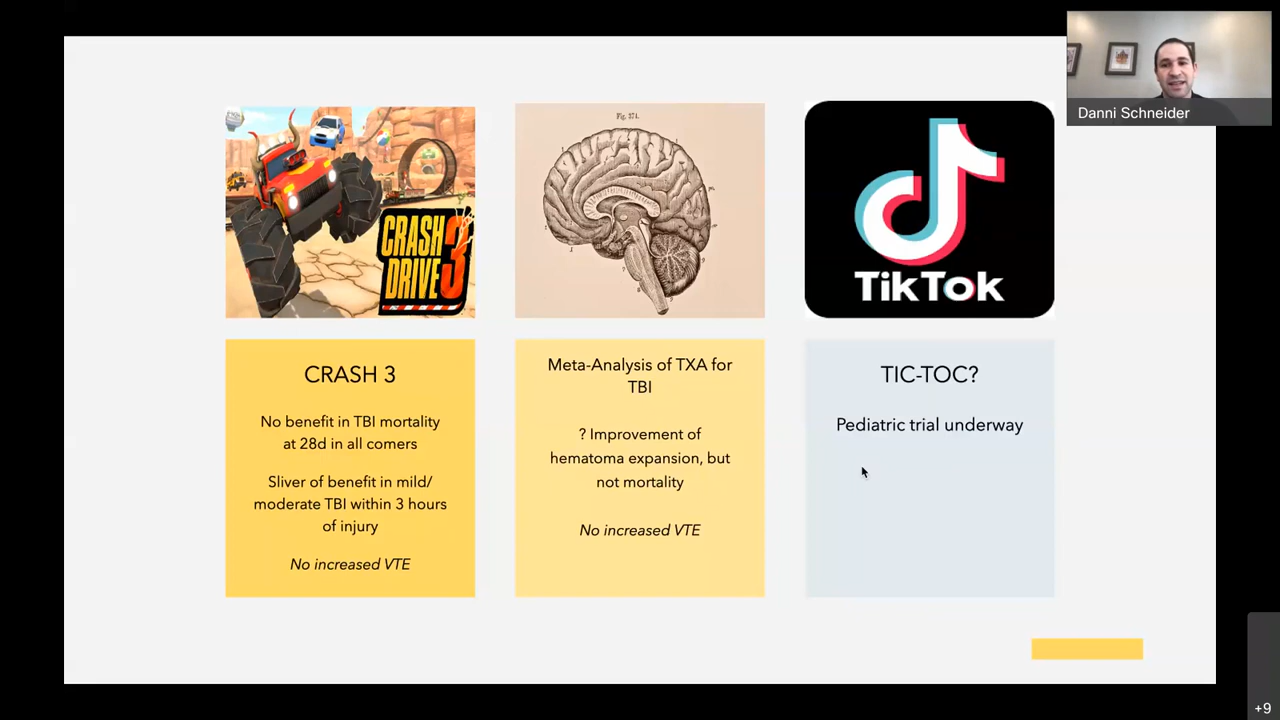 Danni Schneider
CRASH
DRIVE 3
Fig. 371.
TikTok
CRASH 3
No benefit in TBI mortality
at 28d in all comers
Sliver of benefit in mild/
moderate TBI within 3 hours
of injury
No increased VTE
Meta-Analysis of TXA for
TBI
? Improvement of
hematoma expansion, but
not mortality
No increased VTE
TIC-TOC?
Pediatric trial underway
+9